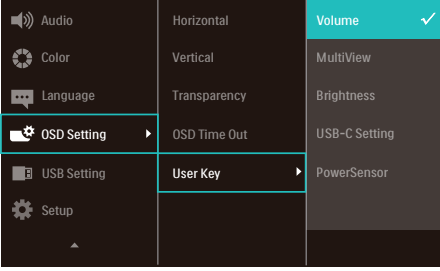 Audio
Color
Language
OSD Setting
USB Setting
Setup
Horizontal
Vertical
Transparency
OSD Time Out
User Key
Volume
MultiView
Brightness
USB-C Setting
PowerSensor